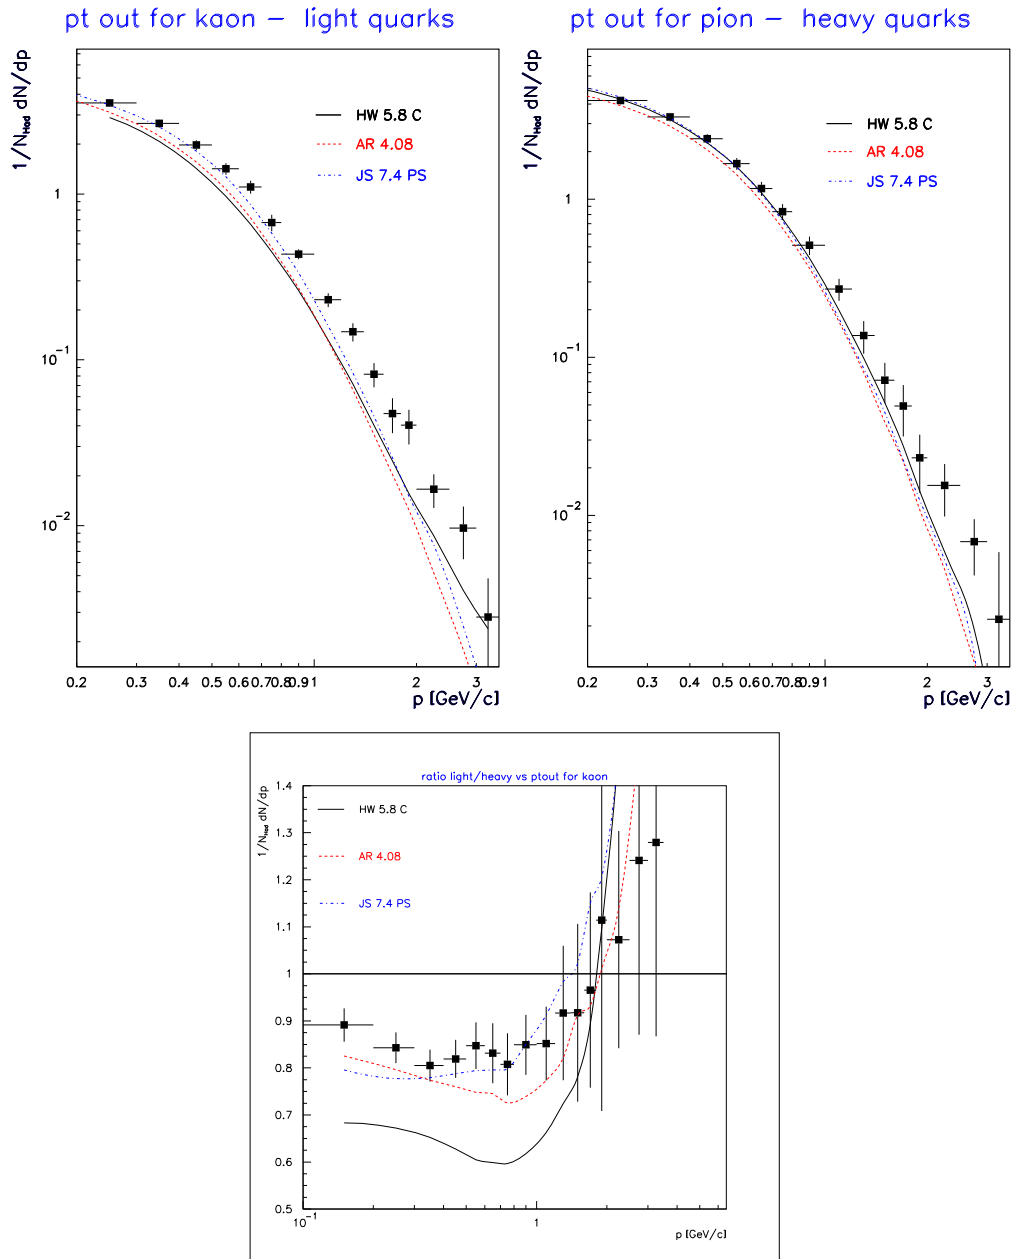 pt out for kaon – light quarks
1/N_Had dN/dp
HW 5.8 C
AR 4.08
JS 7.4 PS
1
10^-1
10^-2
0.2 0.3 0.4 0.5 0.6 0.7 0.8 0.9 1 2 3
p [GeV/c]
pt out for pion – heavy quarks
1/N_Had dN/dp
HW 5.8 C
AR 4.08
JS 7.4 PS
1
10^-1
10^-2
0.2 0.3 0.4 0.5 0.6 0.7 0.8 0.9 1 2 3
p [GeV/c]
ratio light/heavy vs ptout for kaon
1/N_Had dN/dp
HW 5.8 C
AR 4.08
JS 7.4 PS
1.4
1.3
1.2
1.1
1
0.9
0.8
0.7
0.6
0.5
10^-1 1
p [GeV/c]